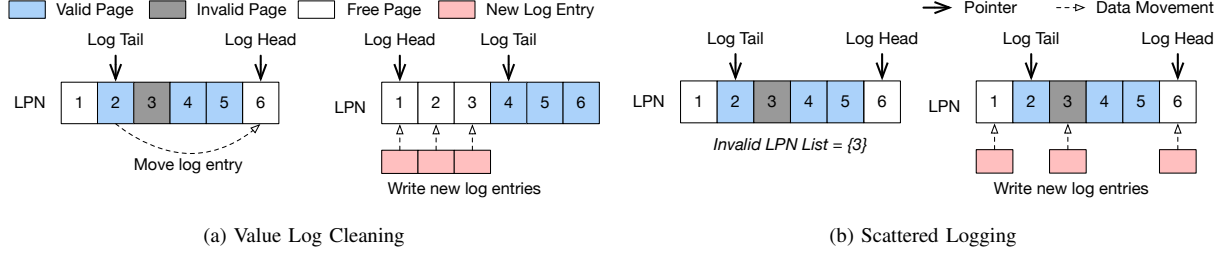 Valid Page Invalid Page Free Page New Log Entry Pointer Data Movement
Log Tail Log Head Log Head Log Tail Log Tail Log Head Log Tail Log Head
LPN 1 2 3 4 5 6 LPN 1 2 3 4 5 6 LPN 1 2 3 4 5 6 LPN 1 2 3 4 5 6
Move log entry Write new log entries Invalid LPN List = {3} Write new log entries
(a) Value Log Cleaning (b) Scattered Logging